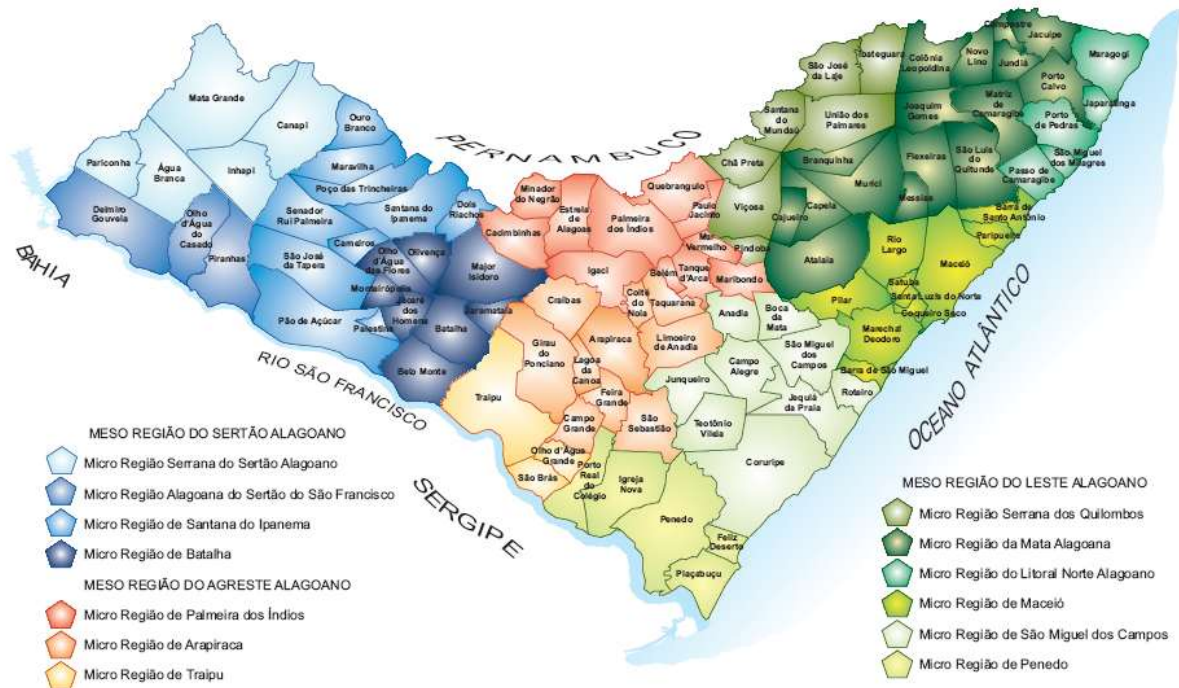 PERNAMBUCO
BAHIA
RIO SÃO FRANCISCO
SERGIPE
OCEANO ATLÂNTICO
Mata Grande
Canapi
Ouro
Branco
Pariconha
Água
Branca
Inhapi
Maravilha
Poço das Trincheiras
Delmiro
Gouveia
Olho
d'Água
do
Casado
Piranhas
Senador
Rui Palmeira
Santana do
Ipanema
Dois
Riachos
Carneiros
São José
da Tapera
Olho
d'Água
das Flores
Olivença
Major
Isidoro
Monteirópolis
Jacaré
dos
Homens
Pão de Açúcar
Palestina
Batalha
Jaramataia
Belo Monte
Minador
do Negrão
Estrela
de
Alagoas
Palmeira
dos Índios
Quebrangulo
Paulo
Jacinto
Cacimbinhas
Mar
Vermelho
Igaci
Belém
Tanque
d'Arca
Maribondo
Craíbas
Coité
do
Noia
Taquarana
Girau
do
Ponciano
Arapiraca
Limoeiro
de Anadia
Lagoa
da
Canoa
Traipu
Feira
Grande
Campo
Grande
São
Sebastião
Olho d'Água
Grande
São Brás
Porto
Real
do
Colégio
Igreja
Nova
Penedo
Feliz
Deserto
Piaçabuçu
São José
da Laje
Ibateguara
Colônia
Leopoldina
Novo
Lino
Campestre
Jacuípe
Jundiá
Maragogi
Porto
Calvo
Santana
do
Mundaú
União dos
Palmares
Joaquim
Gomes
Matriz
de
Camaragibe
Japaratinga
Porto
de Pedras
São Miguel
dos Milagres
Chã Preta
Branquinha
Flexeiras
São Luis
do
Quitunde
Passo de
Camaragibe
Murici
Viçosa
Cajueiro
Capela
Messias
Barra de
Santo Antônio
Paripueira
Pindoba
Atalaia
Rio
Largo
Maceió
Satuba
Santa Luzis do Norte
Coqueiro Seco
Pilar
Marechal
Deodoro
Anadia
Boca
da
Mata
São Miguel
dos
Campos
Barra de São Miguel
Campo
Alegre
Junqueiro
Roteiro
Jequiá
da Praia
Teotônio
Vilela
Coruripe
MESO REGIÃO DO SERTÃO ALAGOANO
Micro Região Serrana do Sertão Alagoano
Micro Região Alagoana do Sertão do São Francisco
Micro Região de Santana do Ipanema
Micro Região de Batalha
MESO REGIÃO DO AGRESTE ALAGOANO
Micro Região de Palmeira dos Índios
Micro Região de Arapiraca
Micro Região de Traipu
MESO REGIÃO DO LESTE ALAGOANO
Micro Região Serrana dos Quilombos
Micro Região da Mata Alagoana
Micro Região do Litoral Norte Alagoano
Micro Região de Maceió
Micro Região de São Miguel dos Campos
Micro Região de Penedo